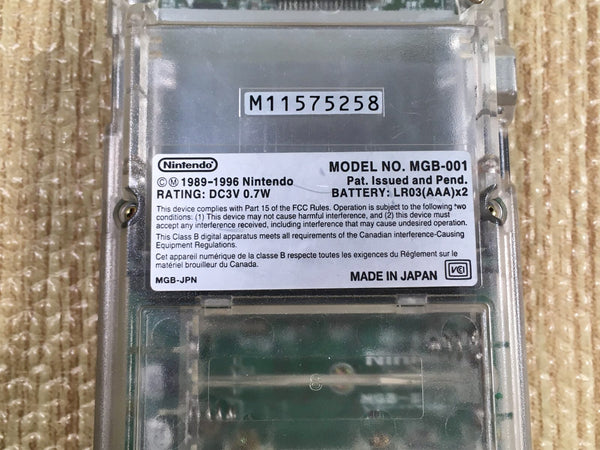 M11575258
Nintendo
MODEL NO. MGB-001
ⒸⓂ 1989-1996 Nintendo
Pat. Issued and Pend.
RATING: DC3V 0.7W
BATTERY: LR03(AAA)x2
This device complies with Part 15 of the FCC Rules. Operation is subject to the following two
conditions: (1) This device may not cause harmful interference, and (2) this device must
accept any interference received, including interference that may cause undesired operation.
This Class B digital apparatus meets all requirements of the Canadian Interference-Causing
Equipment Regulations.
Cet appareil numérique de la classe B respecte toutes les exigences du Règlement sur le
matériel brouilleur du Canada.
MGB-JPN
MADE IN JAPAN
VCI